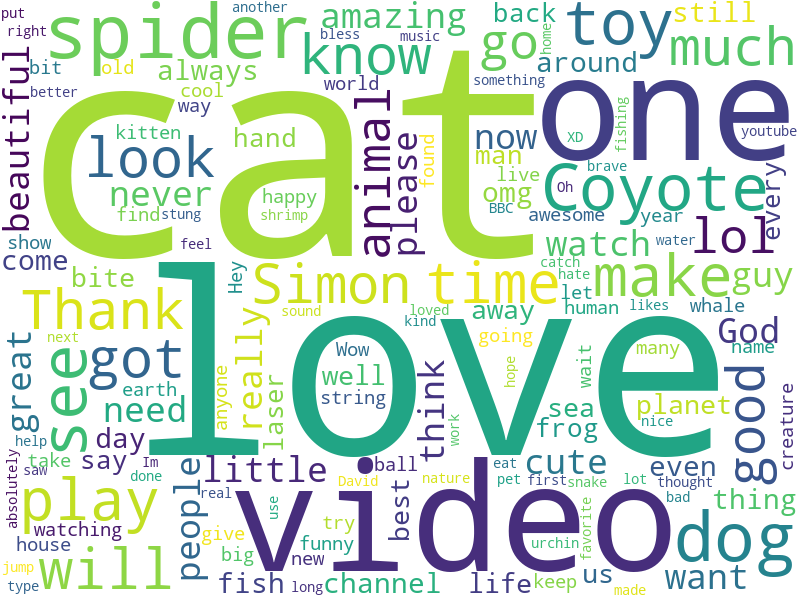 put
another
amazing
back
still
right
spider
bless
music
know
go
toy
much
bit
old
always
cool
home
around
better
way
world
something
cat
one
beautiful
kitten
hand
animal
please
found
now
man
fishing
XD
youtube
look
live
omg
brave
never
happy
BBC
Oh
Coyote
every
find
stung
shrimp
awesome
year
show
feel
watch
water
lol
come
bite
Hey
Simon
time
catch
hate
make
guy
let
human
likes
whale
Thank
sound
loved
kind
away
going
God
next
see
got
really
love
Wow
many
name
great
well
think
hope
wait
nice
earth
anyone
laser
string
need
planet
good
creature
sea
frog
day
work
help
take
say
Im
little
ball
cute
even
thing
absolutely
saw
done
people
David
nature
eat
pet
first
snake
lot
thought
bad
play
real
video
dog
watching
give
use
try
best
favorite
house
big
funny
new
urchin
jump
type
will
fish
long
channel
life
keep
us
made
want